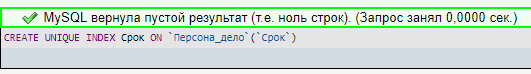 MySQL вернула пустой результат (т.е. ноль строк). (Запрос занял 0,0000 сек.)
CREATE UNIQUE INDEX Срок ON `Персона_дело`(`Срок`)